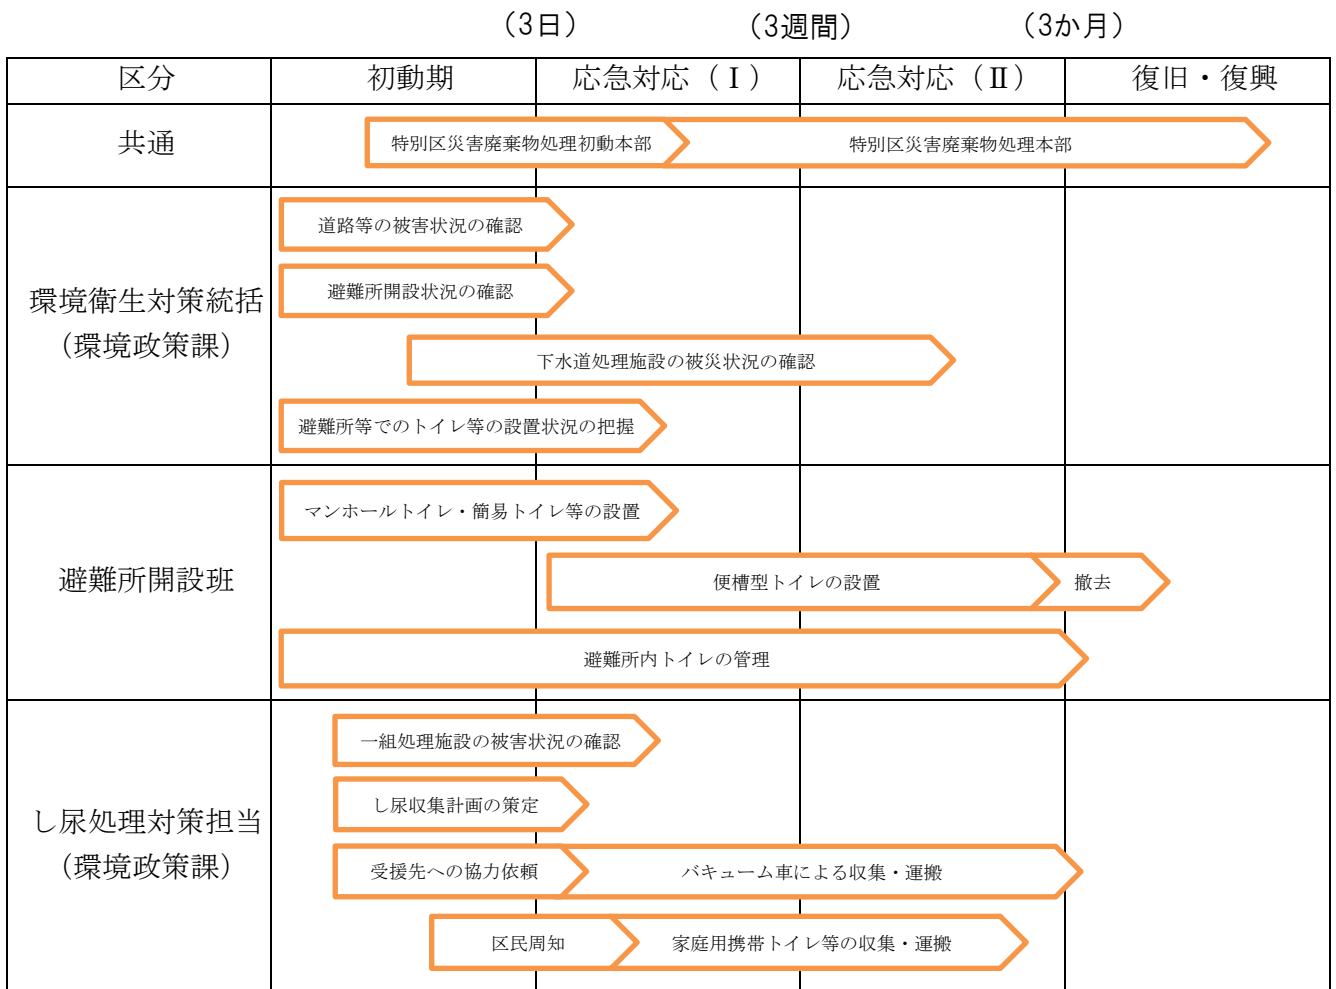 （3日）
（3週間）
（3か月）
区分
初動期
応急対応（Ⅰ）
応急対応（Ⅱ）
復旧・復興
共通
特別区災害廃棄物処理初動本部
特別区災害廃棄物処理本部
環境衛生対策統括
（環境政策課）
道路等の被害状況の確認
避難所開設状況の確認
下水道処理施設の被災状況の確認
避難所等でのトイレ等の設置状況の把握
避難所開設班
マンホールトイレ・簡易トイレ等の設置
便槽型トイレの設置
撤去
避難所内トイレの管理
し尿処理対策担当
（環境政策課）
一組処理施設の被害状況の確認
し尿収集計画の策定
受援先への協力依頼
バキューム車による収集・運搬
区民周知
家庭用携帯トイレ等の収集・運搬